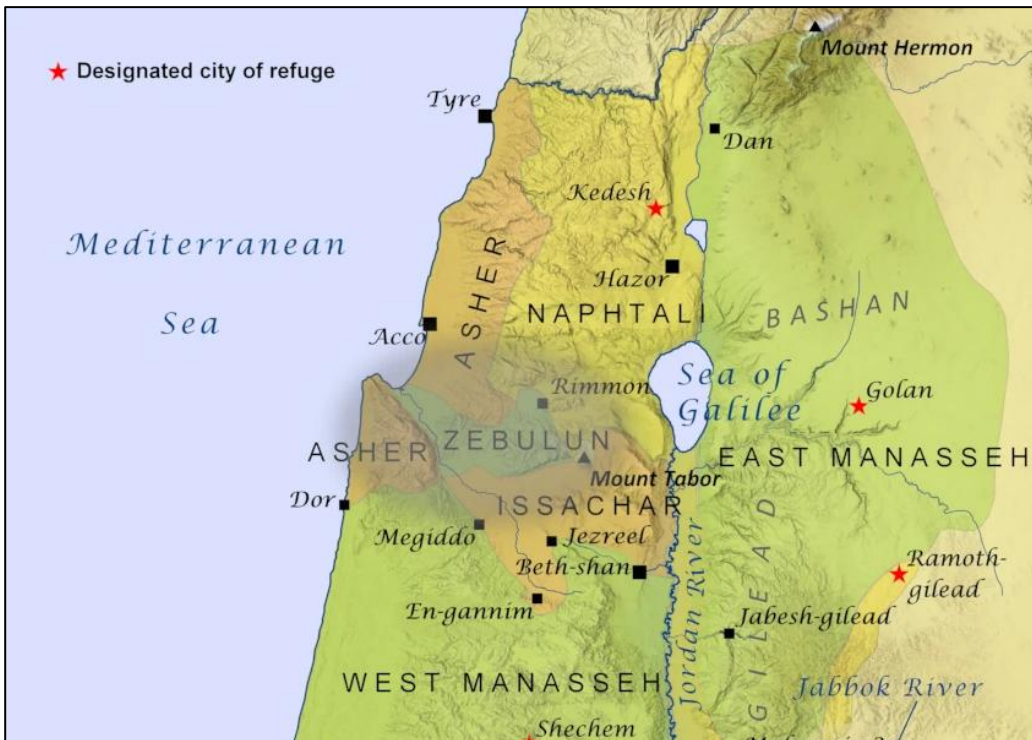 Designated city of refuge
Mount Hermon
Tyre
Dan
Kedesh
Mediterranean
Sea
Hazor
ASHER
NAPHTALI
BASHAN
Acco
Sea of
Galilee
Rimmon
Golan
ZEBULUN
ASHER
EAST MANASSEH
Mount Tabor
Dor
ISSACHAR
Megiddo
Jezreel
Beth-shan
Ramoth-
gilead
En-gannim
Jordan River
GILEAD
Jabesh-gilead
WEST MANASSEH
Jabbok River
Shechem